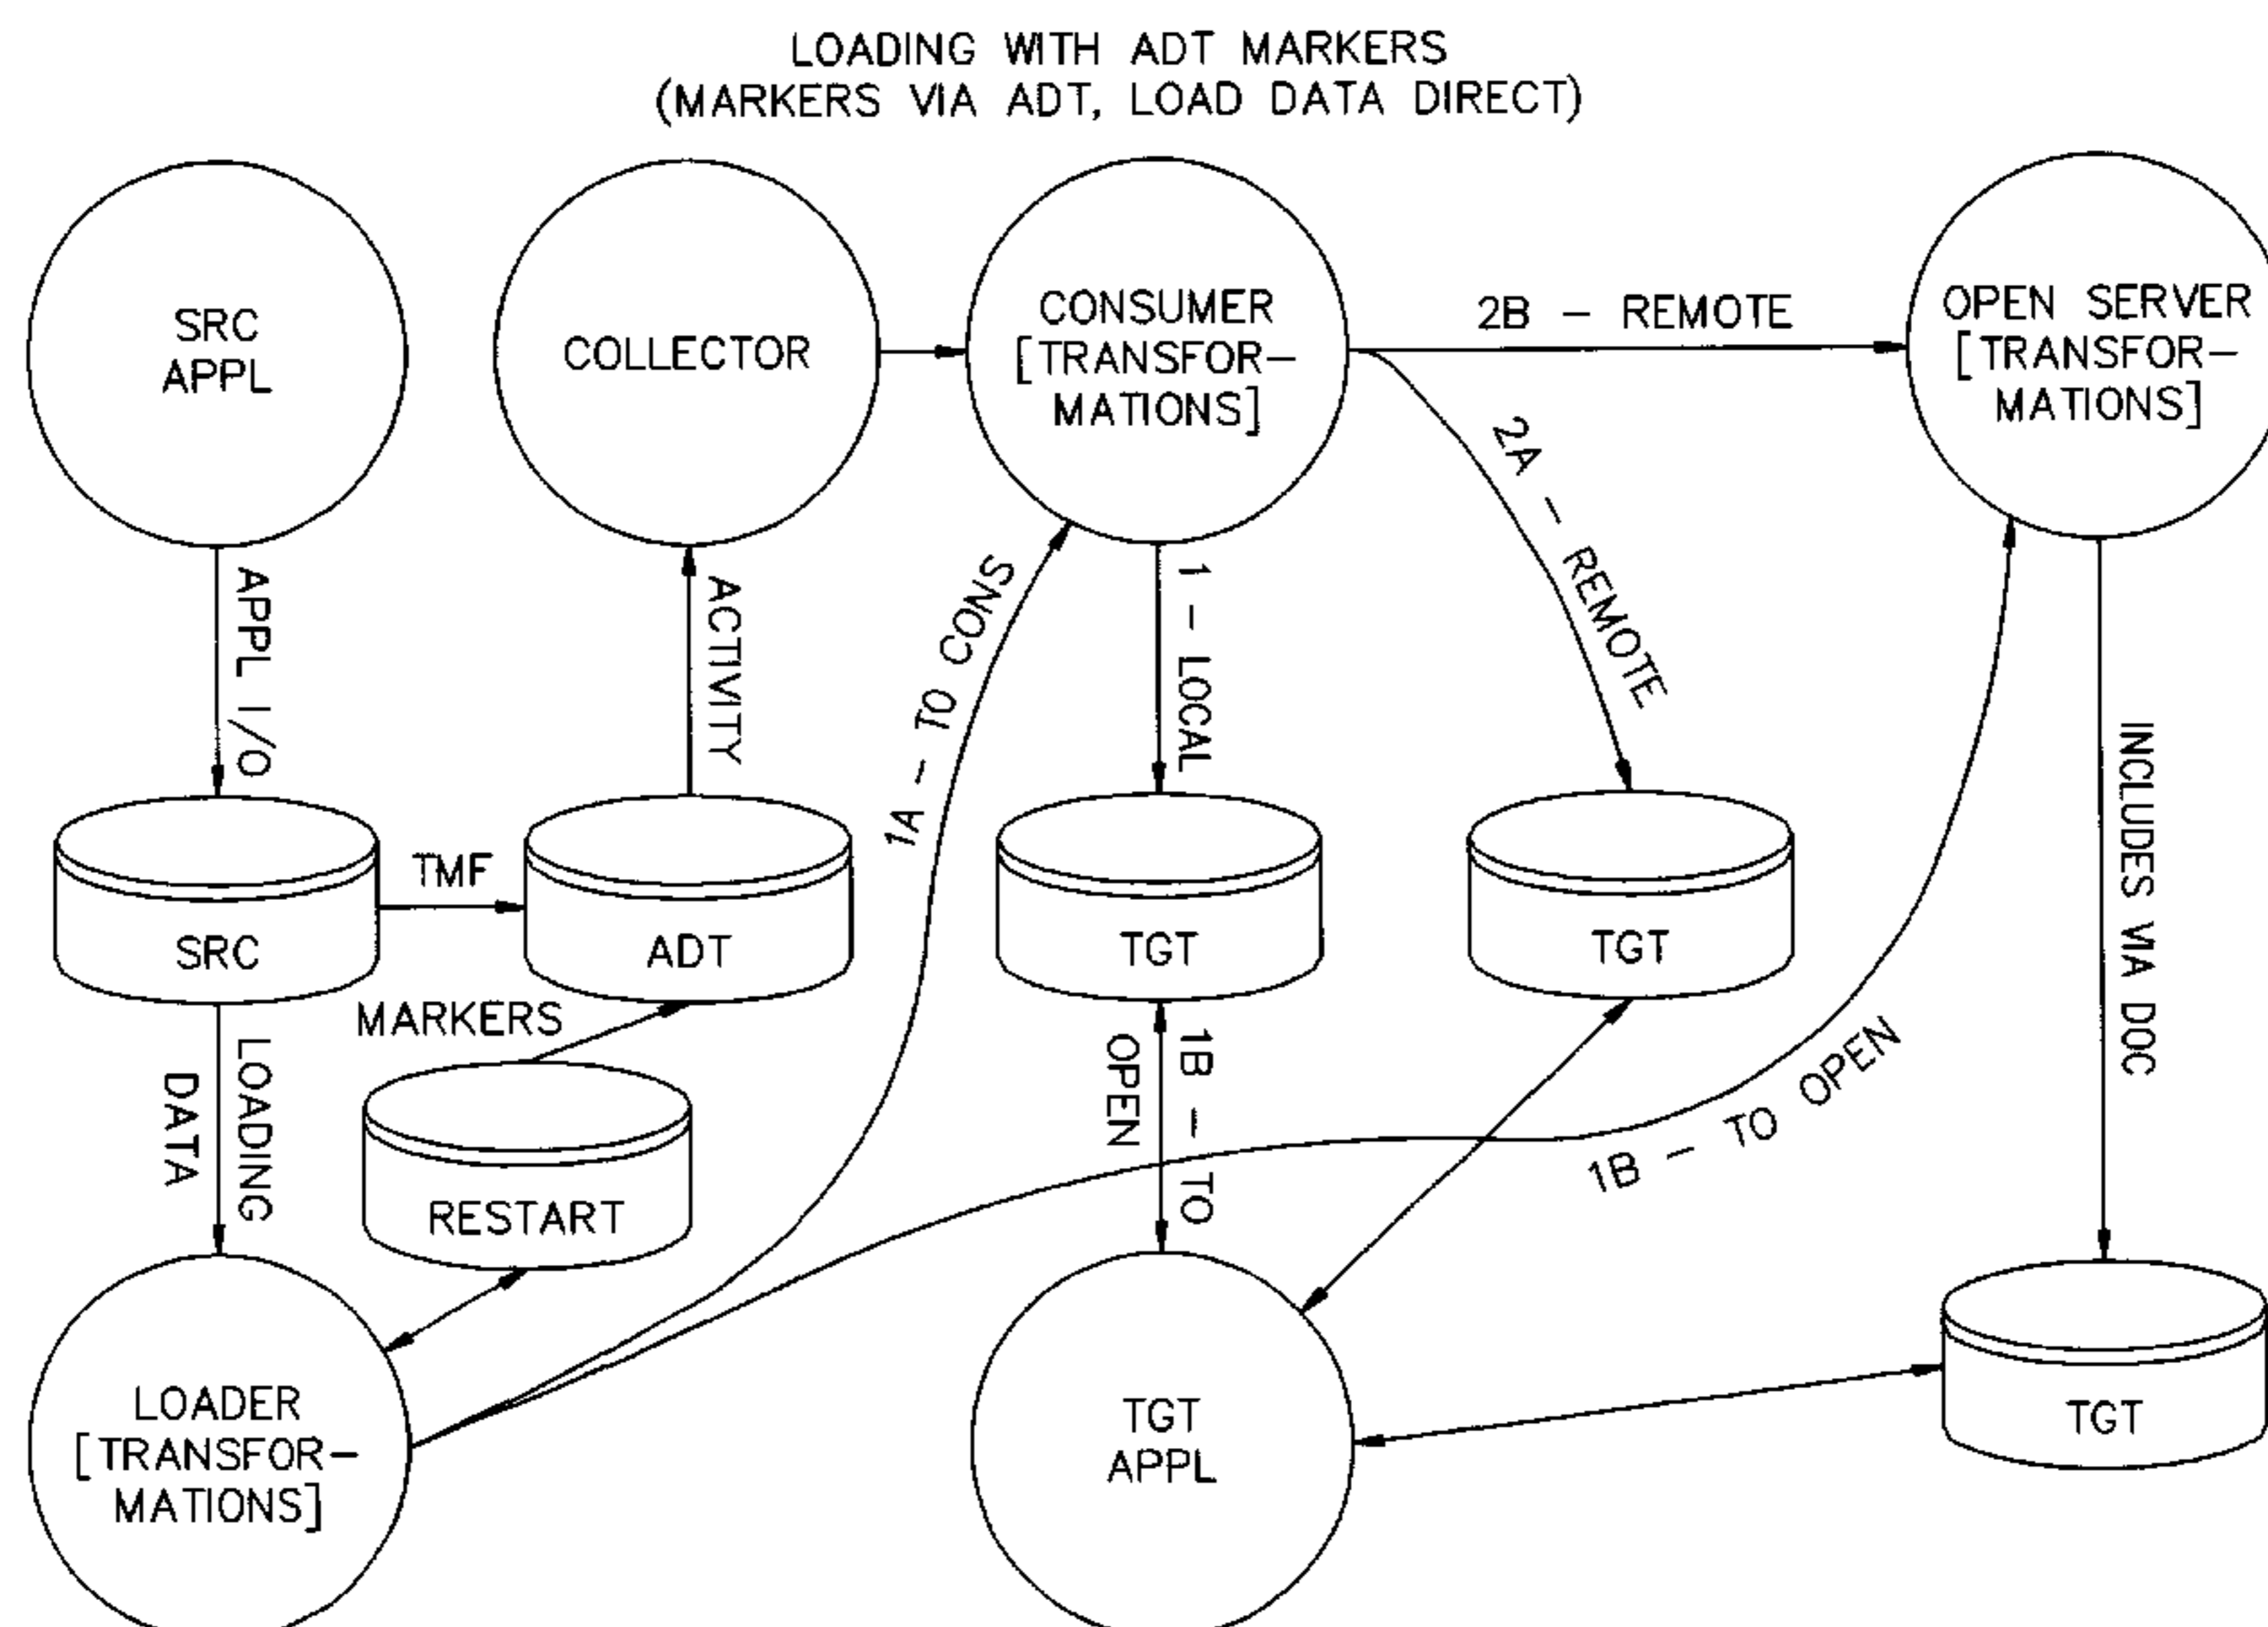 LOADING WITH ADT MARKERS
(MARKERS VIA ADT, LOAD DATA DIRECT)
SRC
APPL
COLLECTOR
CONSUMER
[TRANSFOR-
MATIONS]
2B - REMOTE
OPEN SERVER
[TRANSFOR-
MATIONS]
2A - REMOTE
APPL I/O
ACTIVITY
1A - TO CONS
1 - LOCAL
INCLUDES VIA DOC
SRC
TMF
ADT
TGT
TGT
MARKERS
LOADING
DATA
RESTART
1B - TO
OPEN
1B - TO OPEN
LOADER
[TRANSFOR-
MATIONS]
TGT
APPL
TGT